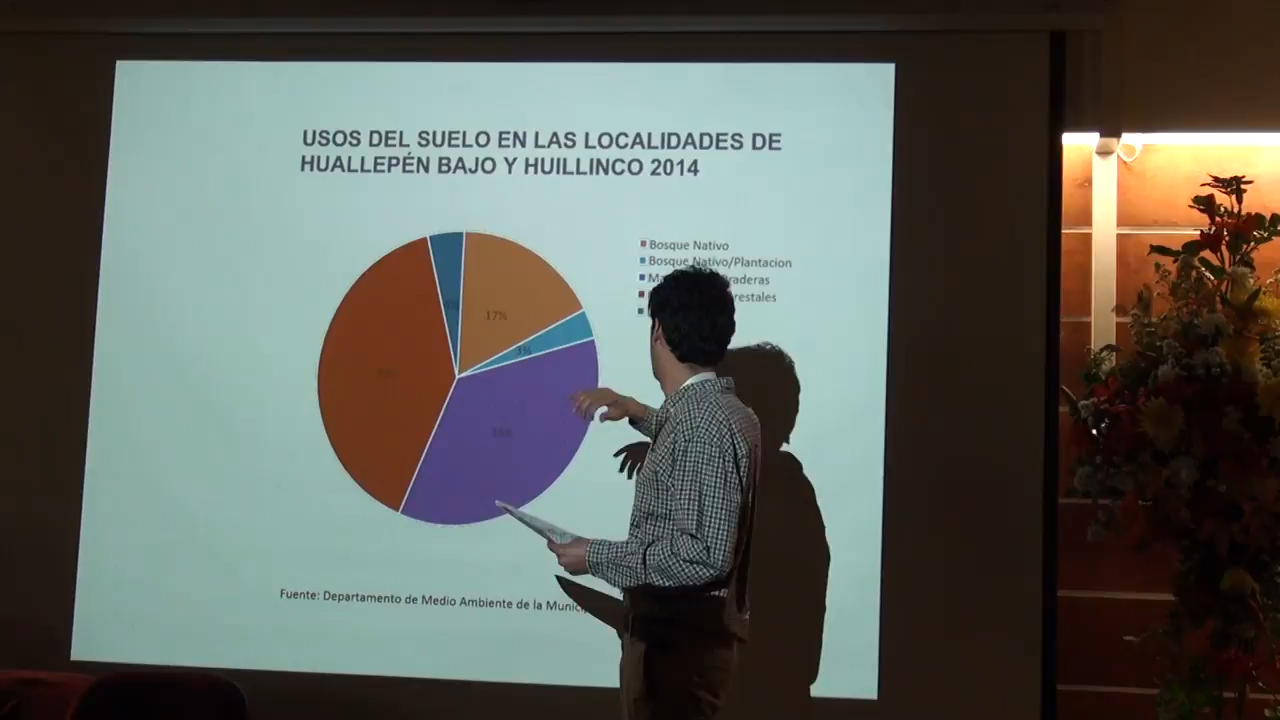 USOS DEL SUELO EN LAS LOCALIDADES DE
HUALLEPÉN BAJO Y HUILLINCO 2014
Bosque Nativo
Bosque Nativo/Plantacion
17%
3%
Fuente: Departamento de Medio Ambiente de la